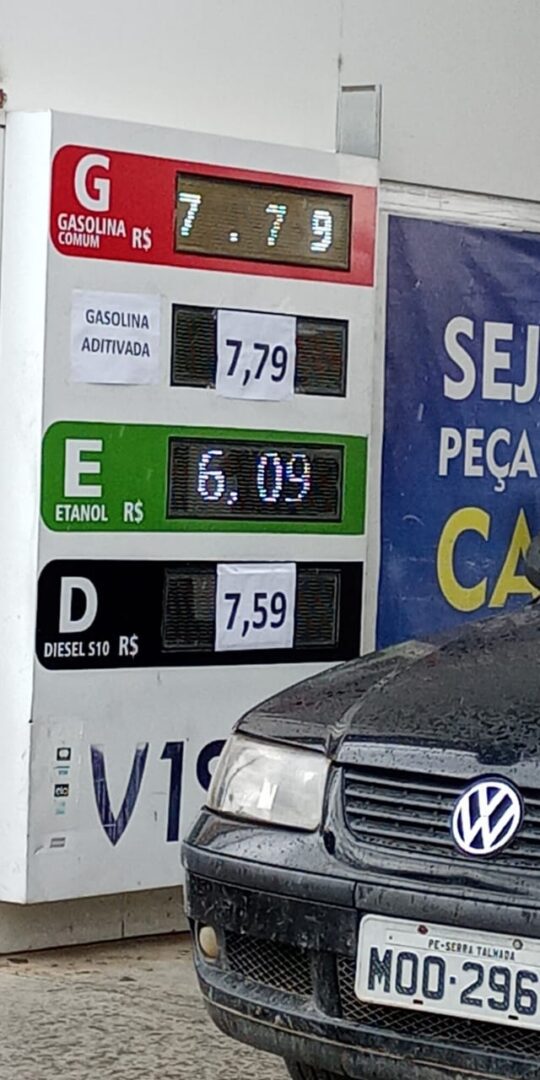 G
GASOLINA
COMUM R$
7.79
GASOLINA
ADITIVADA
7,79
E
ETANOL R$
6.09
D
DIESEL S10 R$
7,59
elo
SEJ
PEÇA
CA
PE-SERRA TALHADA
MOO·296